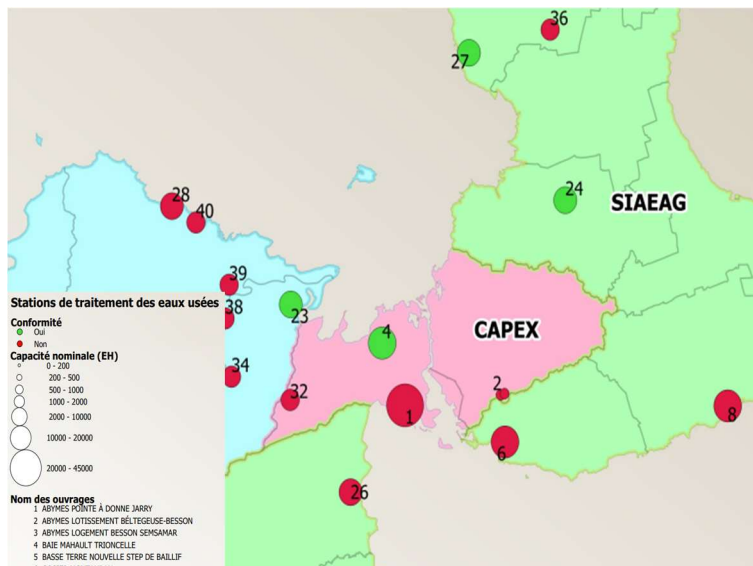 36
27
24
SIAEAG
28
40
39
Stations de traitement des eaux usées
38
23
Conformité
Oui
Non
CAPEX
4
Capacité nominale (EH)
0 - 200
200 - 500
500 - 1000
1000 - 2000
2000 - 10000
10000 - 20000
20000 - 45000
34
32
2
1
8
6
26
Nom des ouvrages
1 ABYMES POINTE À DONNE JARRY
2 ABYMES LOTISSEMENT BÉLTEGEUSE-BESSON
3 ABYMES LOGEMENT BESSON SEMSAMAR
4 BAIE MAHAULT TRIONCELLE
5 BASSE TERRE NOUVELLE STEP DE BAILLIF